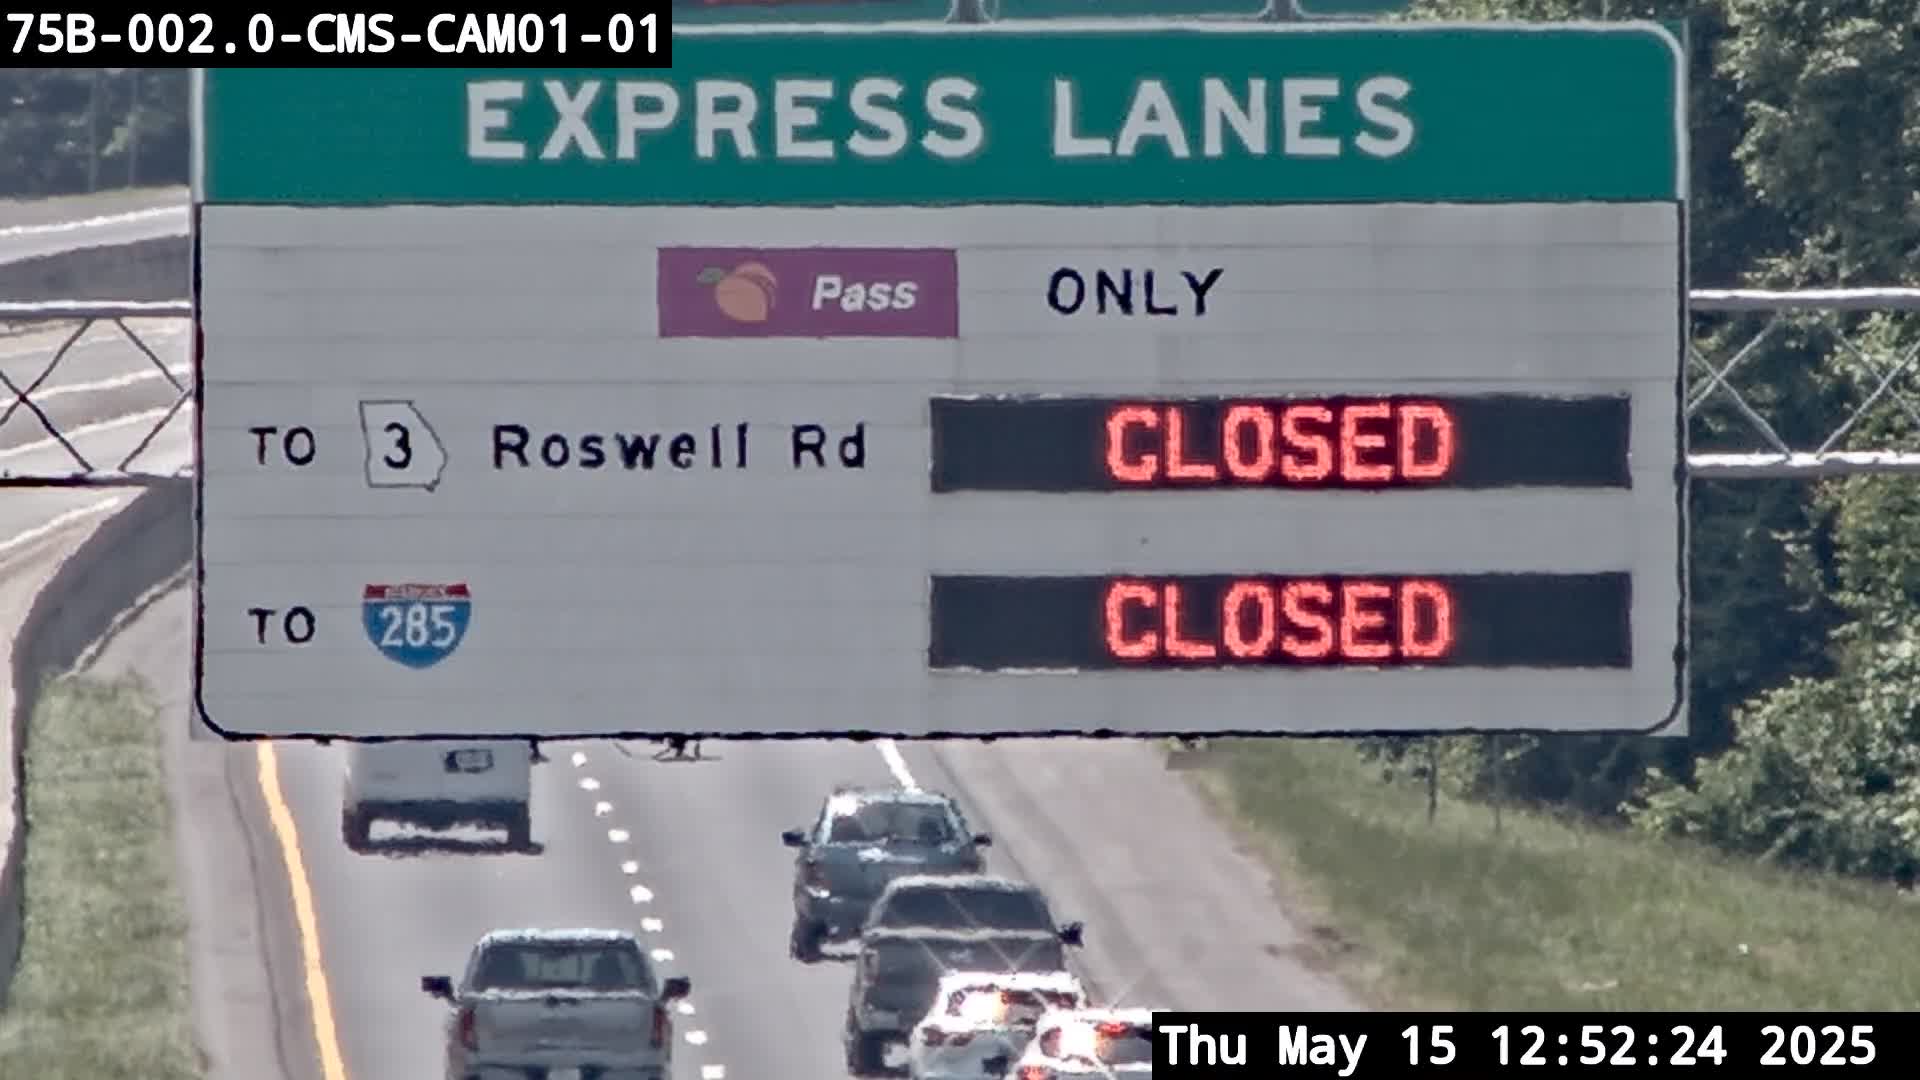 75B-002.0-CMS-CAM01-01
EXPRESS LANES
Pass ONLY
TO 3 Roswell Rd CLOSED
TO 285 CLOSED
Thu May 15 12:52:24 2025